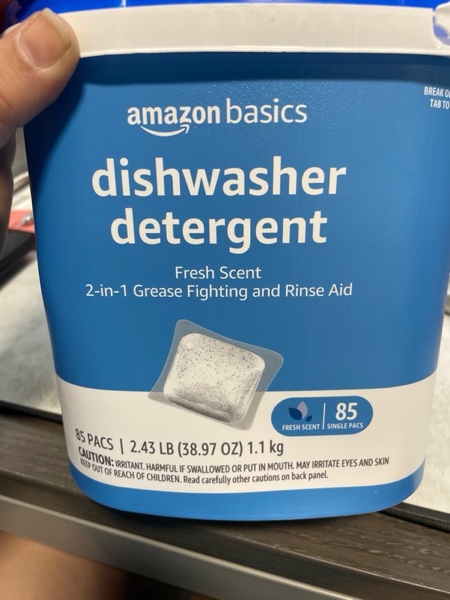 BREAK
TAB TO
amazon basics
dishwasher
detergent
Fresh Scent
2-in-1 Grease Fighting and Rinse Aid
FRESH SCENT
85
SINGLE PACS
85 PACS | 2.43 LB (38.97 OZ) 1.1 kg
CAUTION: IRRITANT. HARMFUL IF SWALLOWED OR PUT IN MOUTH. MAY IRRITATE EYES AND SKIN
KEEP OUT OF REACH OF CHILDREN. Read carefully other cautions on back panel.